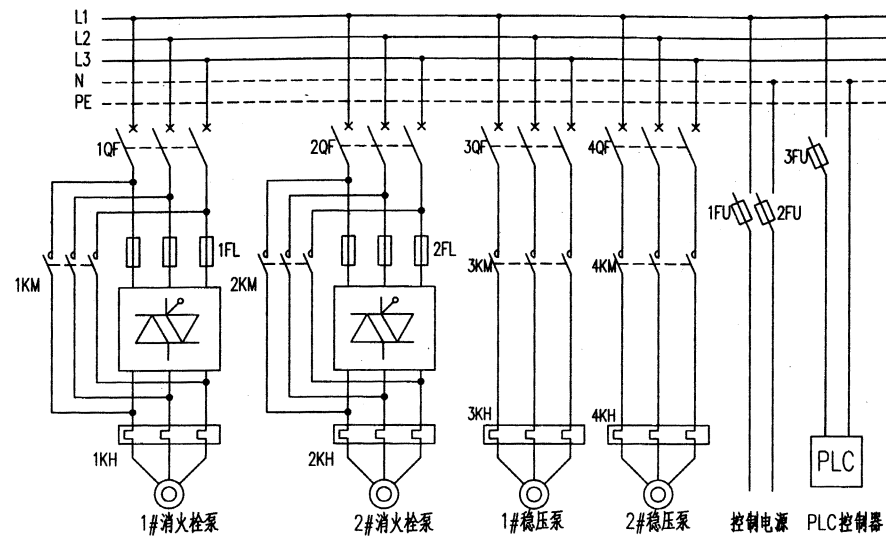 L1
L2
L3
N
PE
1QF
2QF
3QF
4QF
3FU
1FU
2FU
1FL
2FL
1KM
2KM
3KM
4KM
3KH
4KH
1KH
2KH
PLC
1#消火栓泵
2#消火栓泵
1#稳压泵
2#稳压泵
控制电源
PLC控制器